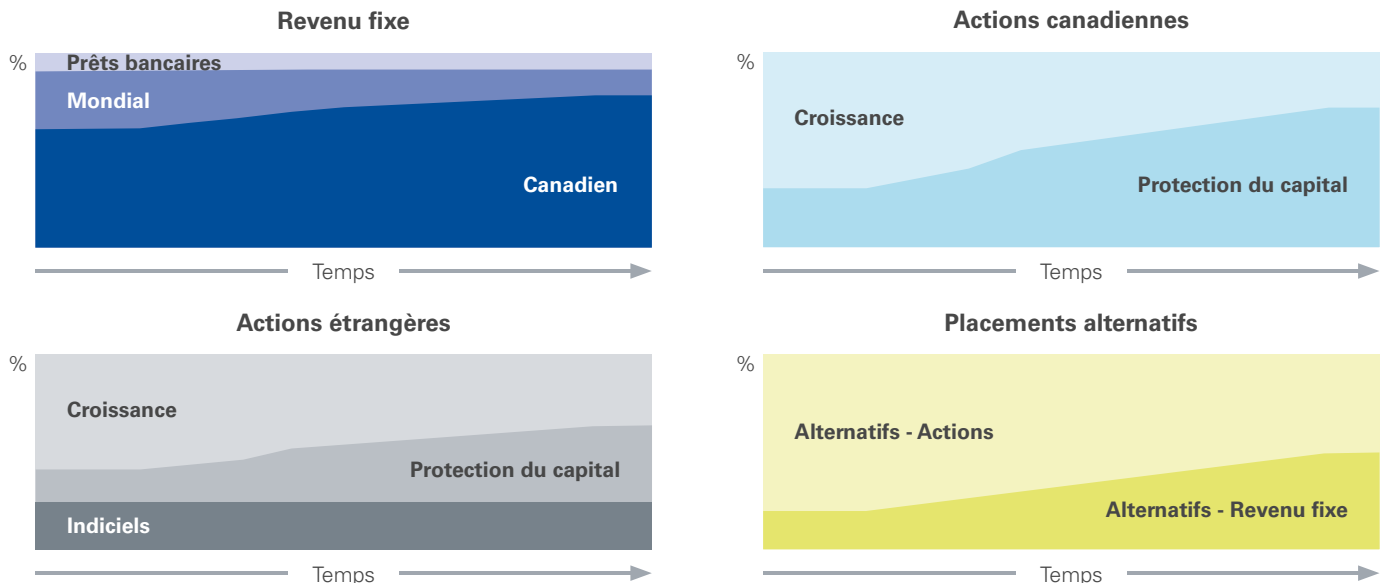 Revenu fixe
%
Prêts bancaires
Mondial
Canadien
Temps
Actions canadiennes
%
Croissance
Protection du capital
Temps
Actions étrangères
%
Croissance
Protection du capital
Indiciels
Temps
Placements alternatifs
%
Alternatifs - Actions
Alternatifs - Revenu fixe
Temps